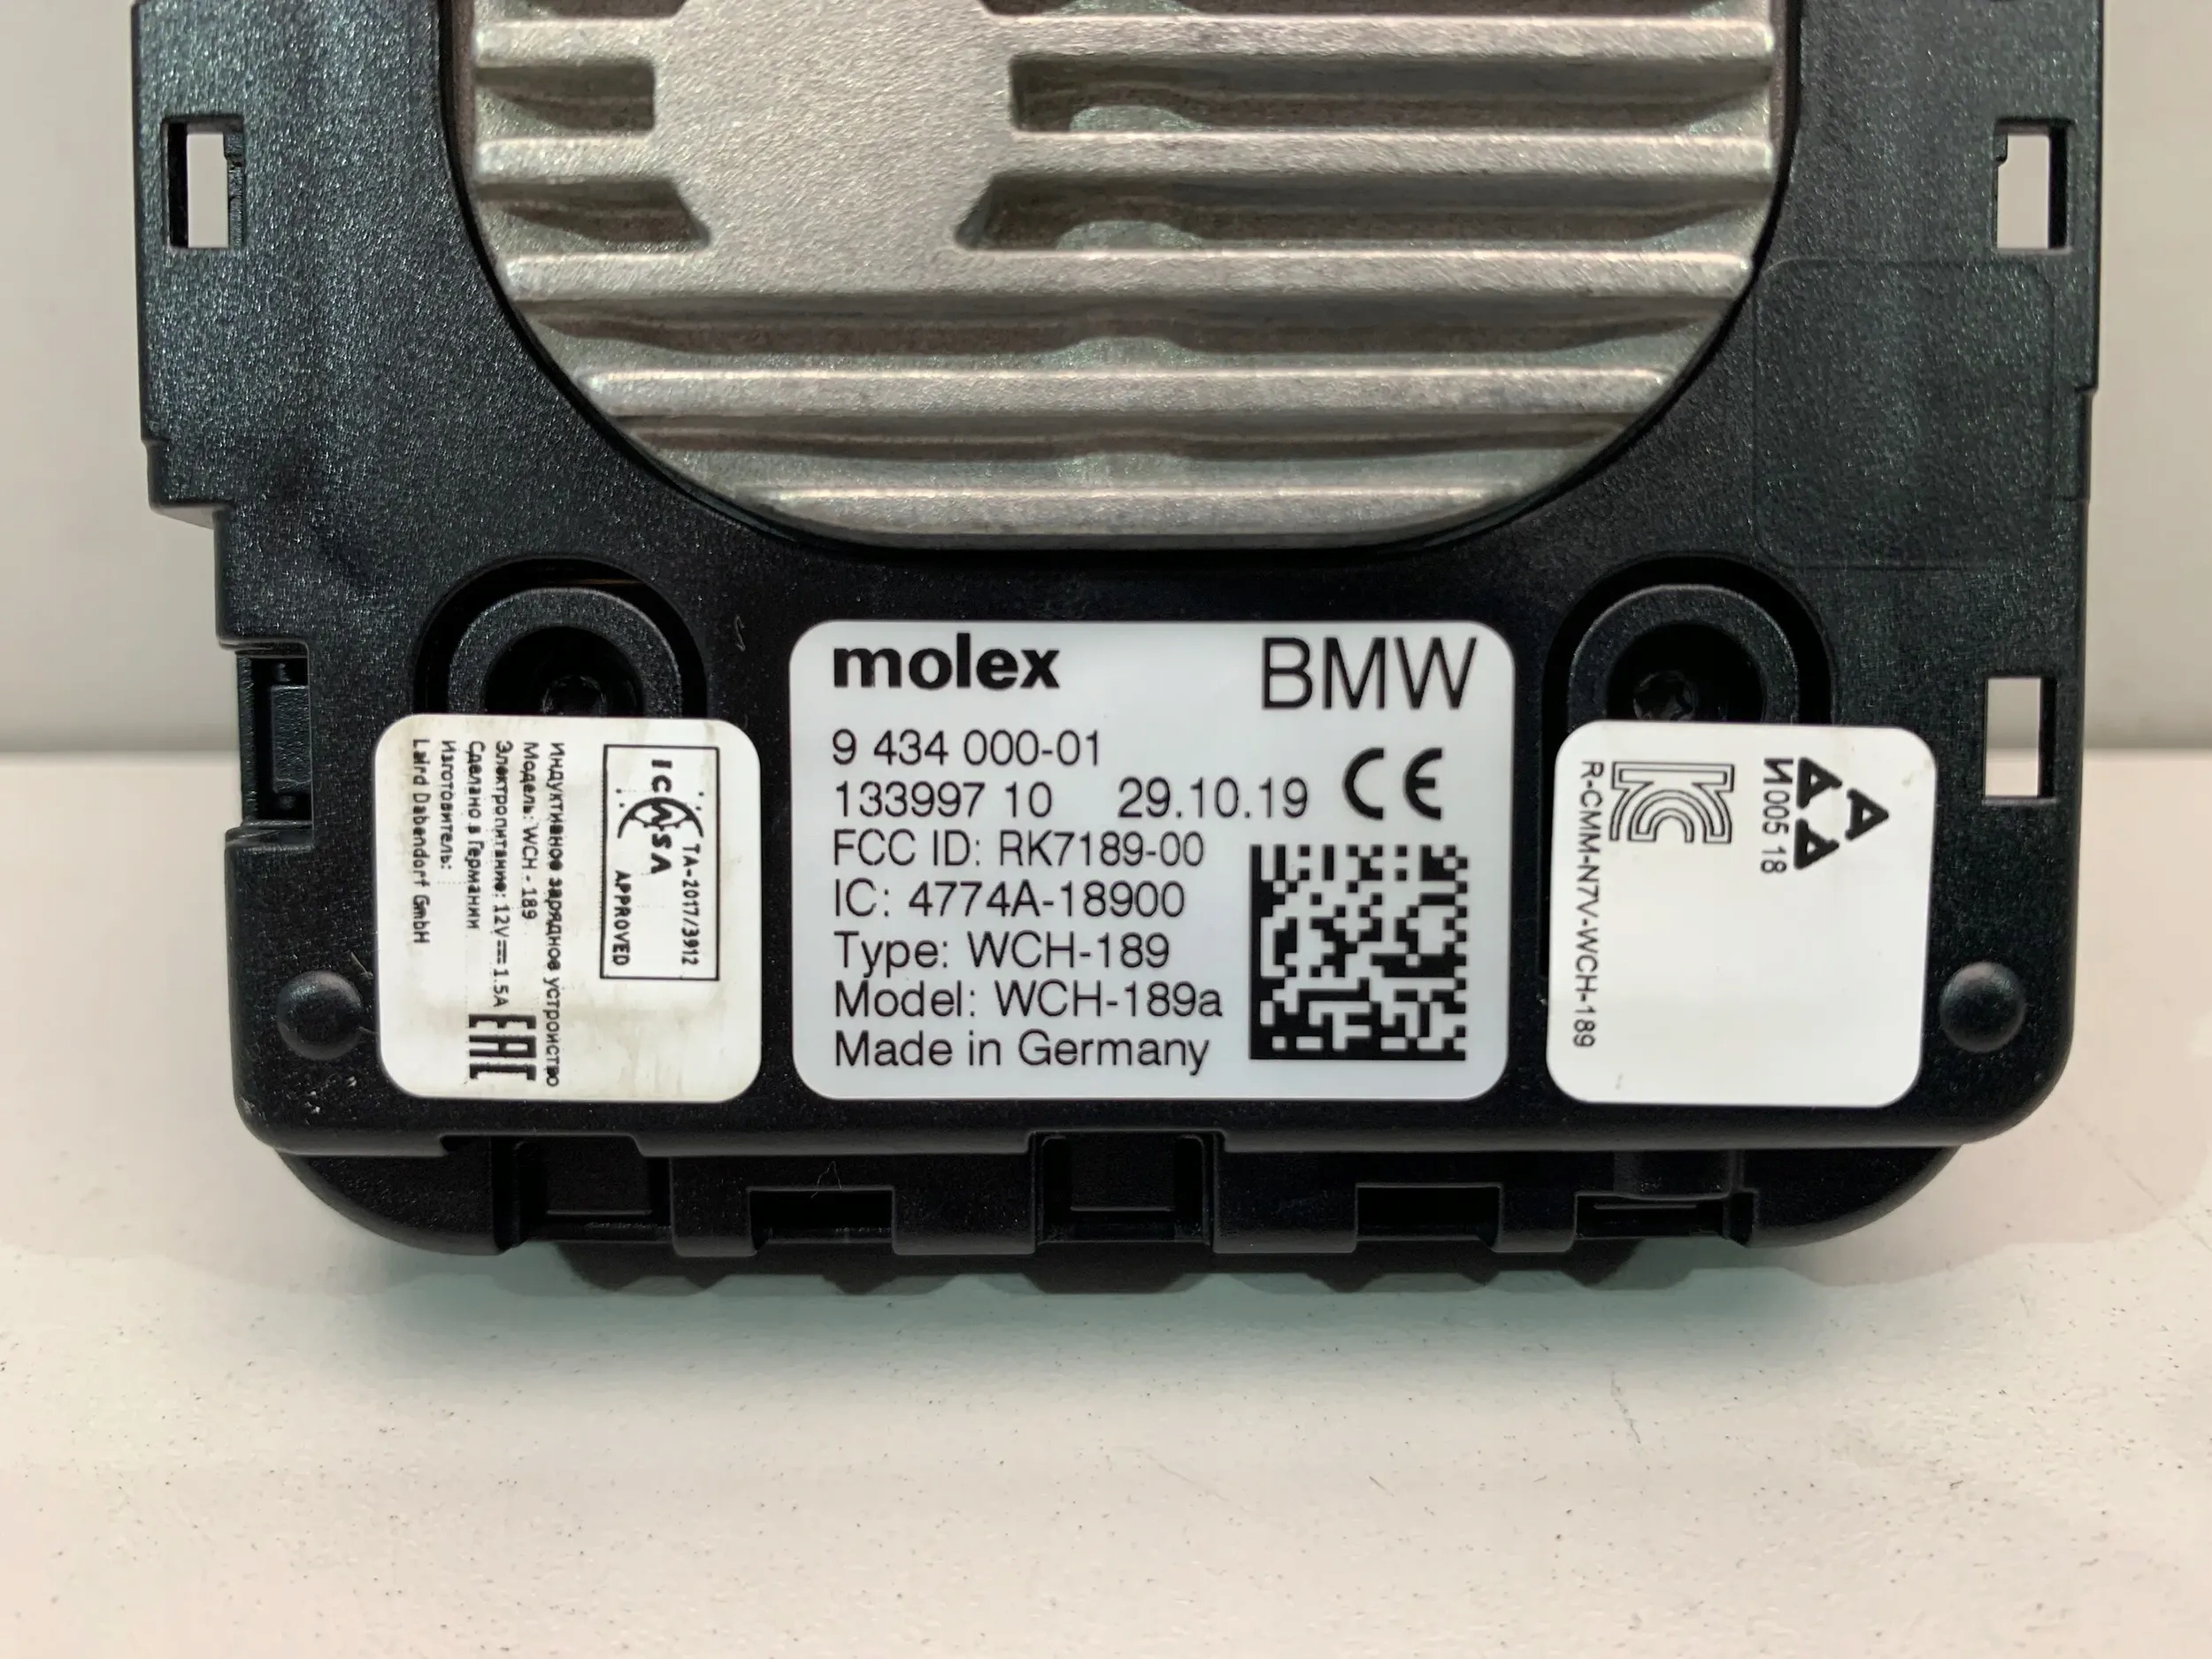 molex BMW
9 434 000-01
133997 10 29.10.19 CE
FCC ID: RK7189-00
IC: 4774A-18900
Type: WCH-189
Model: WCH-189a
Made in Germany
ICASA
TA-2017/3912
APPROVED
Индуктивное зарядное устройство
Модель: WCH - 189
Электропитание: 12V⎓1.5A
Сделано в Германии
Изготовитель:
Laird Dabendorf GmbH
EAC
И005 18
KC
R-CMM-N7V-WCH-189